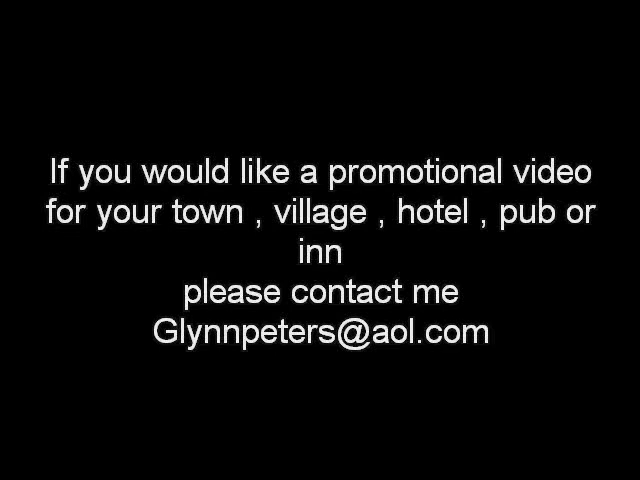 If you would like a promotional video
for your town , village , hotel , pub or
inn
please contact me
Glynnpeters@aol.com